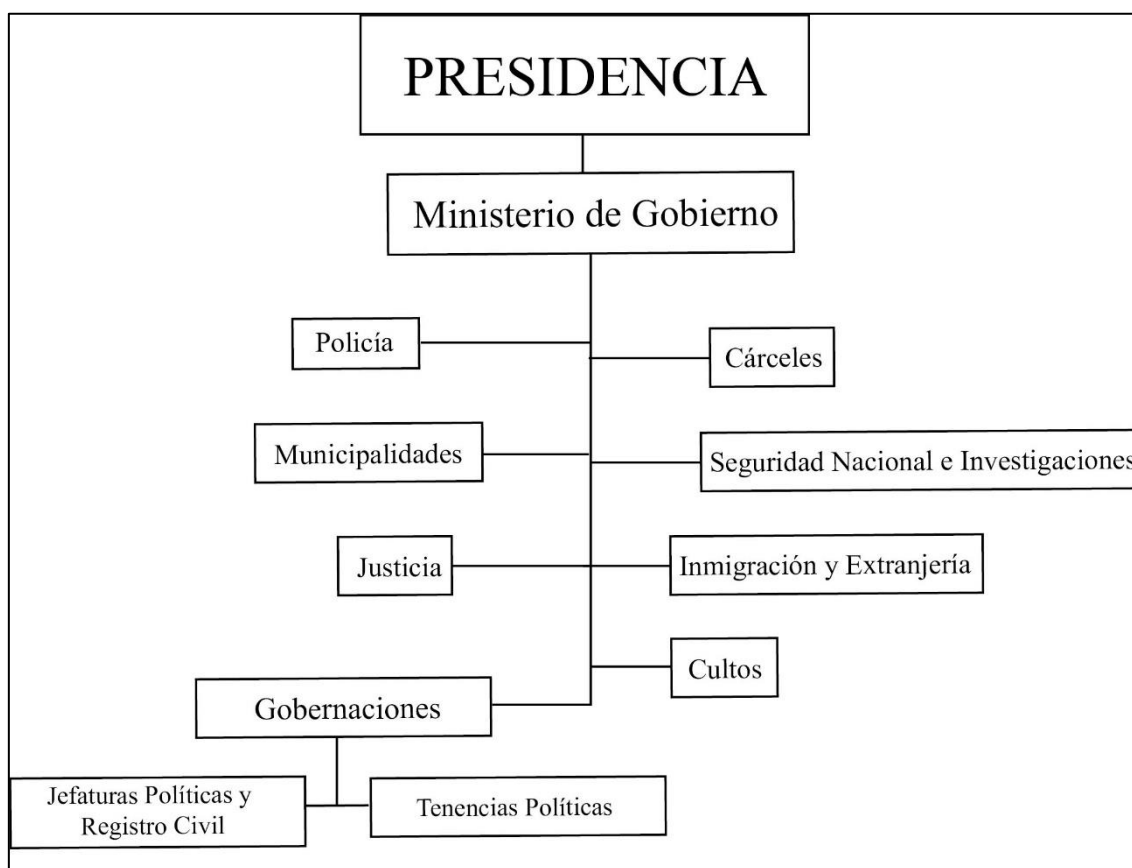 PRESIDENCIA
Ministerio de Gobierno
Policía
Cárceles
Municipalidades
Seguridad Nacional e Investigaciones
Justicia
Inmigración y Extranjería
Cultos
Gobernaciones
Jefaturas Políticas y
Registro Civil
Tenencias Políticas